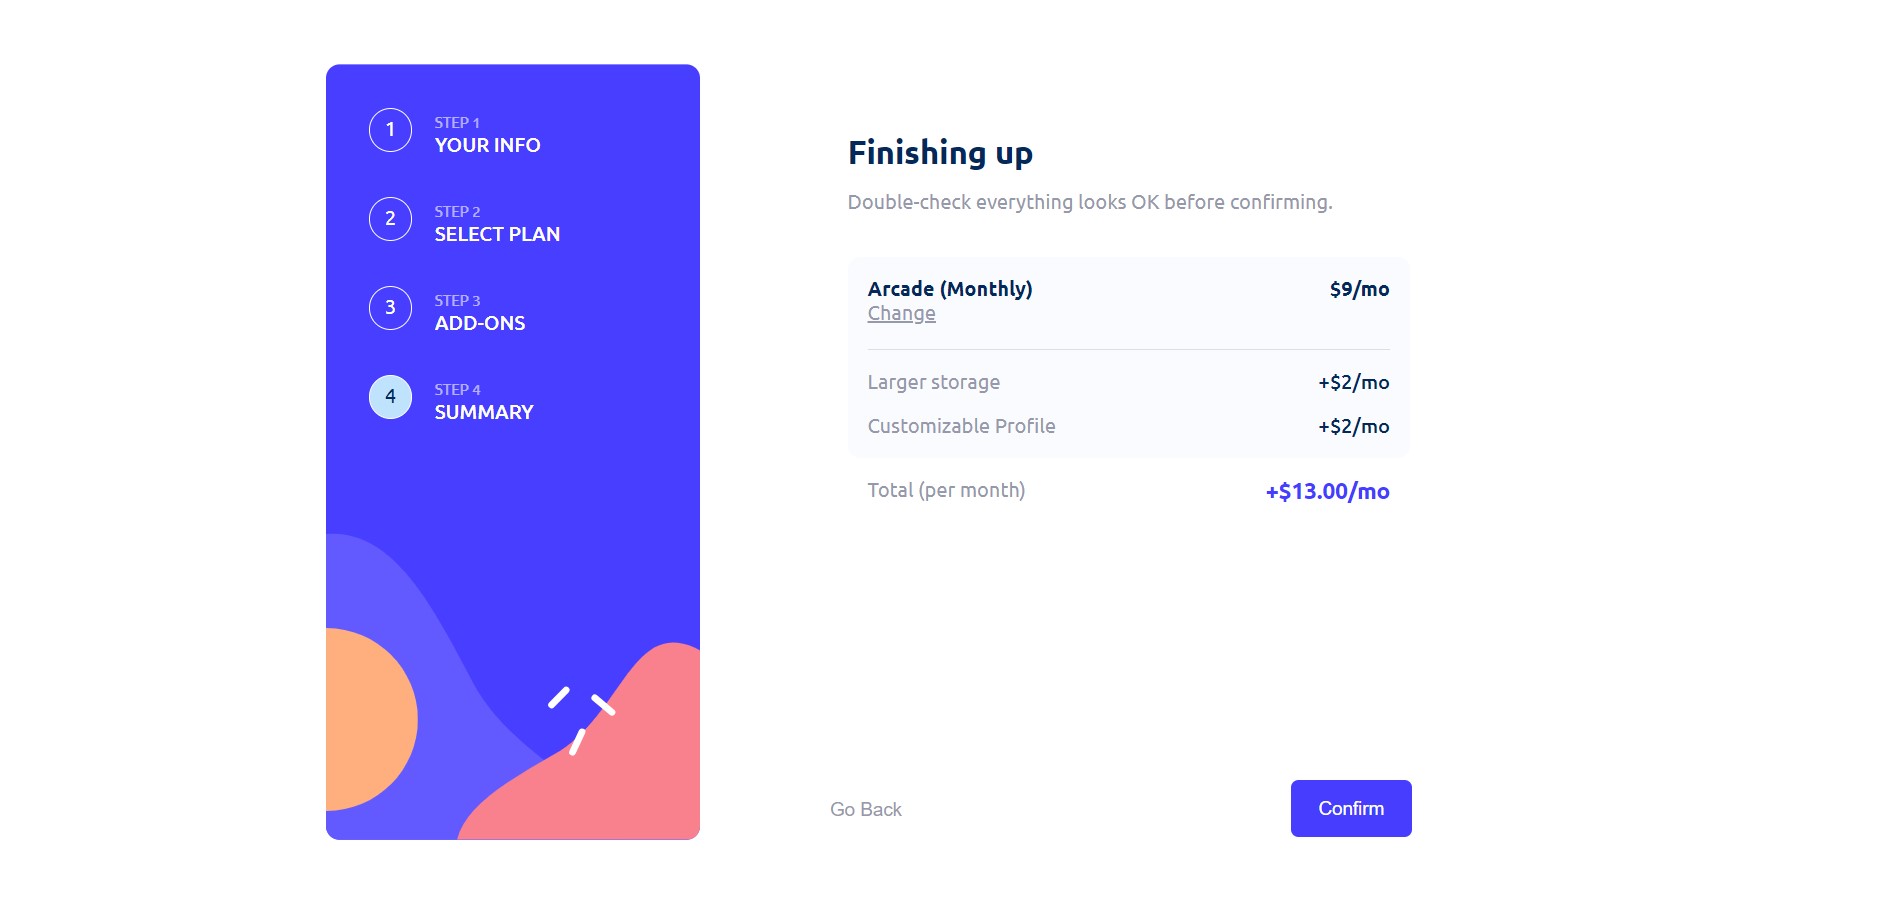 1
STEP 1
YOUR INFO
2
STEP 2
SELECT PLAN
3
STEP 3
ADD-ONS
4
STEP 4
SUMMARY
Finishing up
Double-check everything looks OK before confirming.
Arcade (Monthly) $9/mo
Change
Larger storage +$2/mo
Customizable Profile +$2/mo
Total (per month) +$13.00/mo
Go Back Confirm